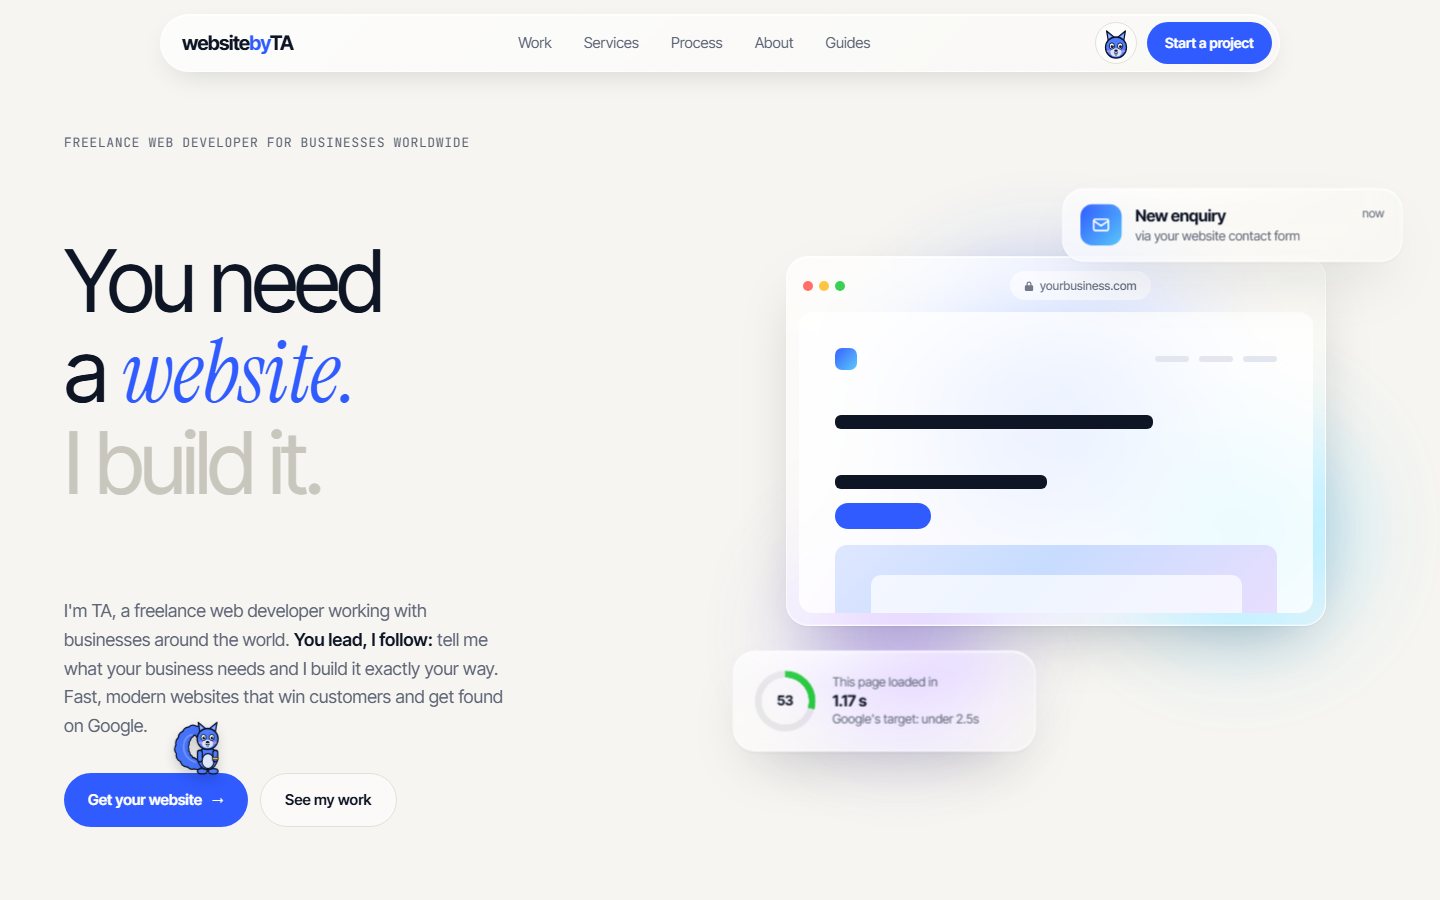 websitebyTA
Work
Services
Process
About
Guides
Start a project
FREELANCE WEB DEVELOPER FOR BUSINESSES WORLDWIDE
You need
a website.
I build it.
I'm TA, a freelance web developer working with
businesses around the world. You lead, I follow: tell me
what your business needs and I build it exactly your way.
Fast, modern websites that win customers and get found
on Google.
Get your website →
See my work
New enquiry
now
via your website contact form
yourbusiness.com
53
This page loaded in
1.17 s
Google's target: under 2.5s